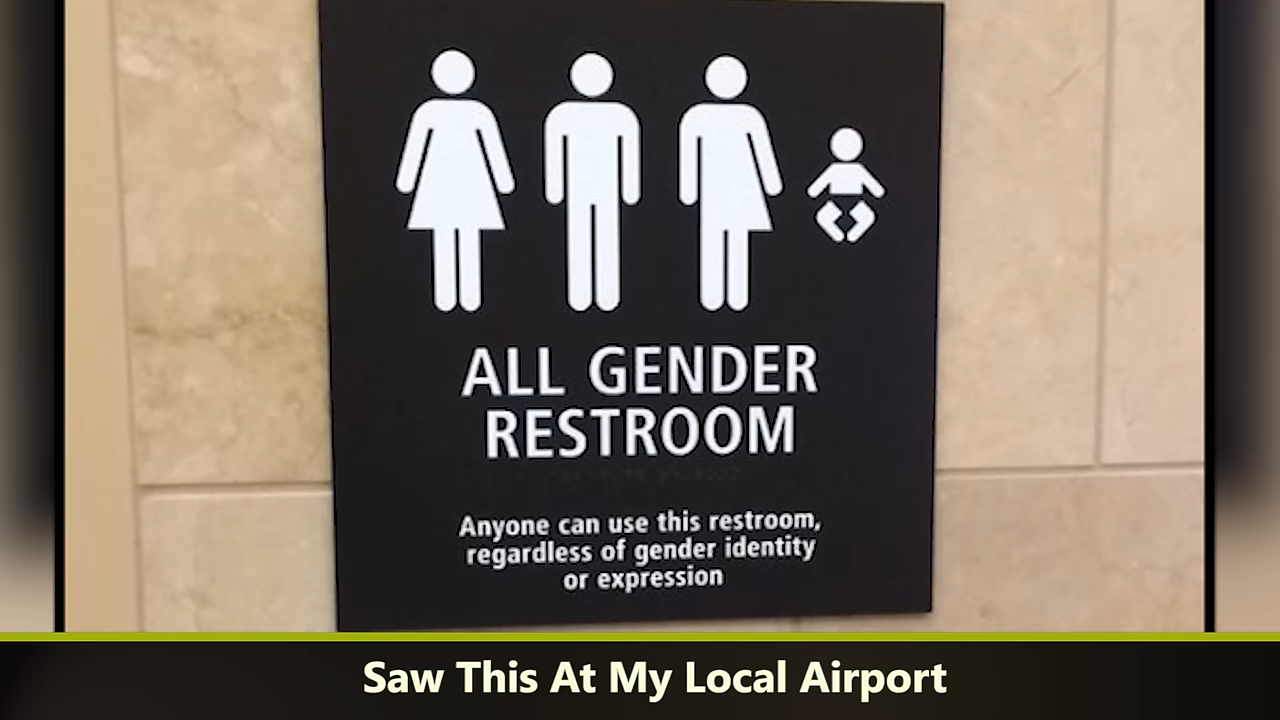 ALL GENDER
RESTROOM
Anyone can use this restroom,
regardless of gender identity
or expression
Saw This At My Local Airport